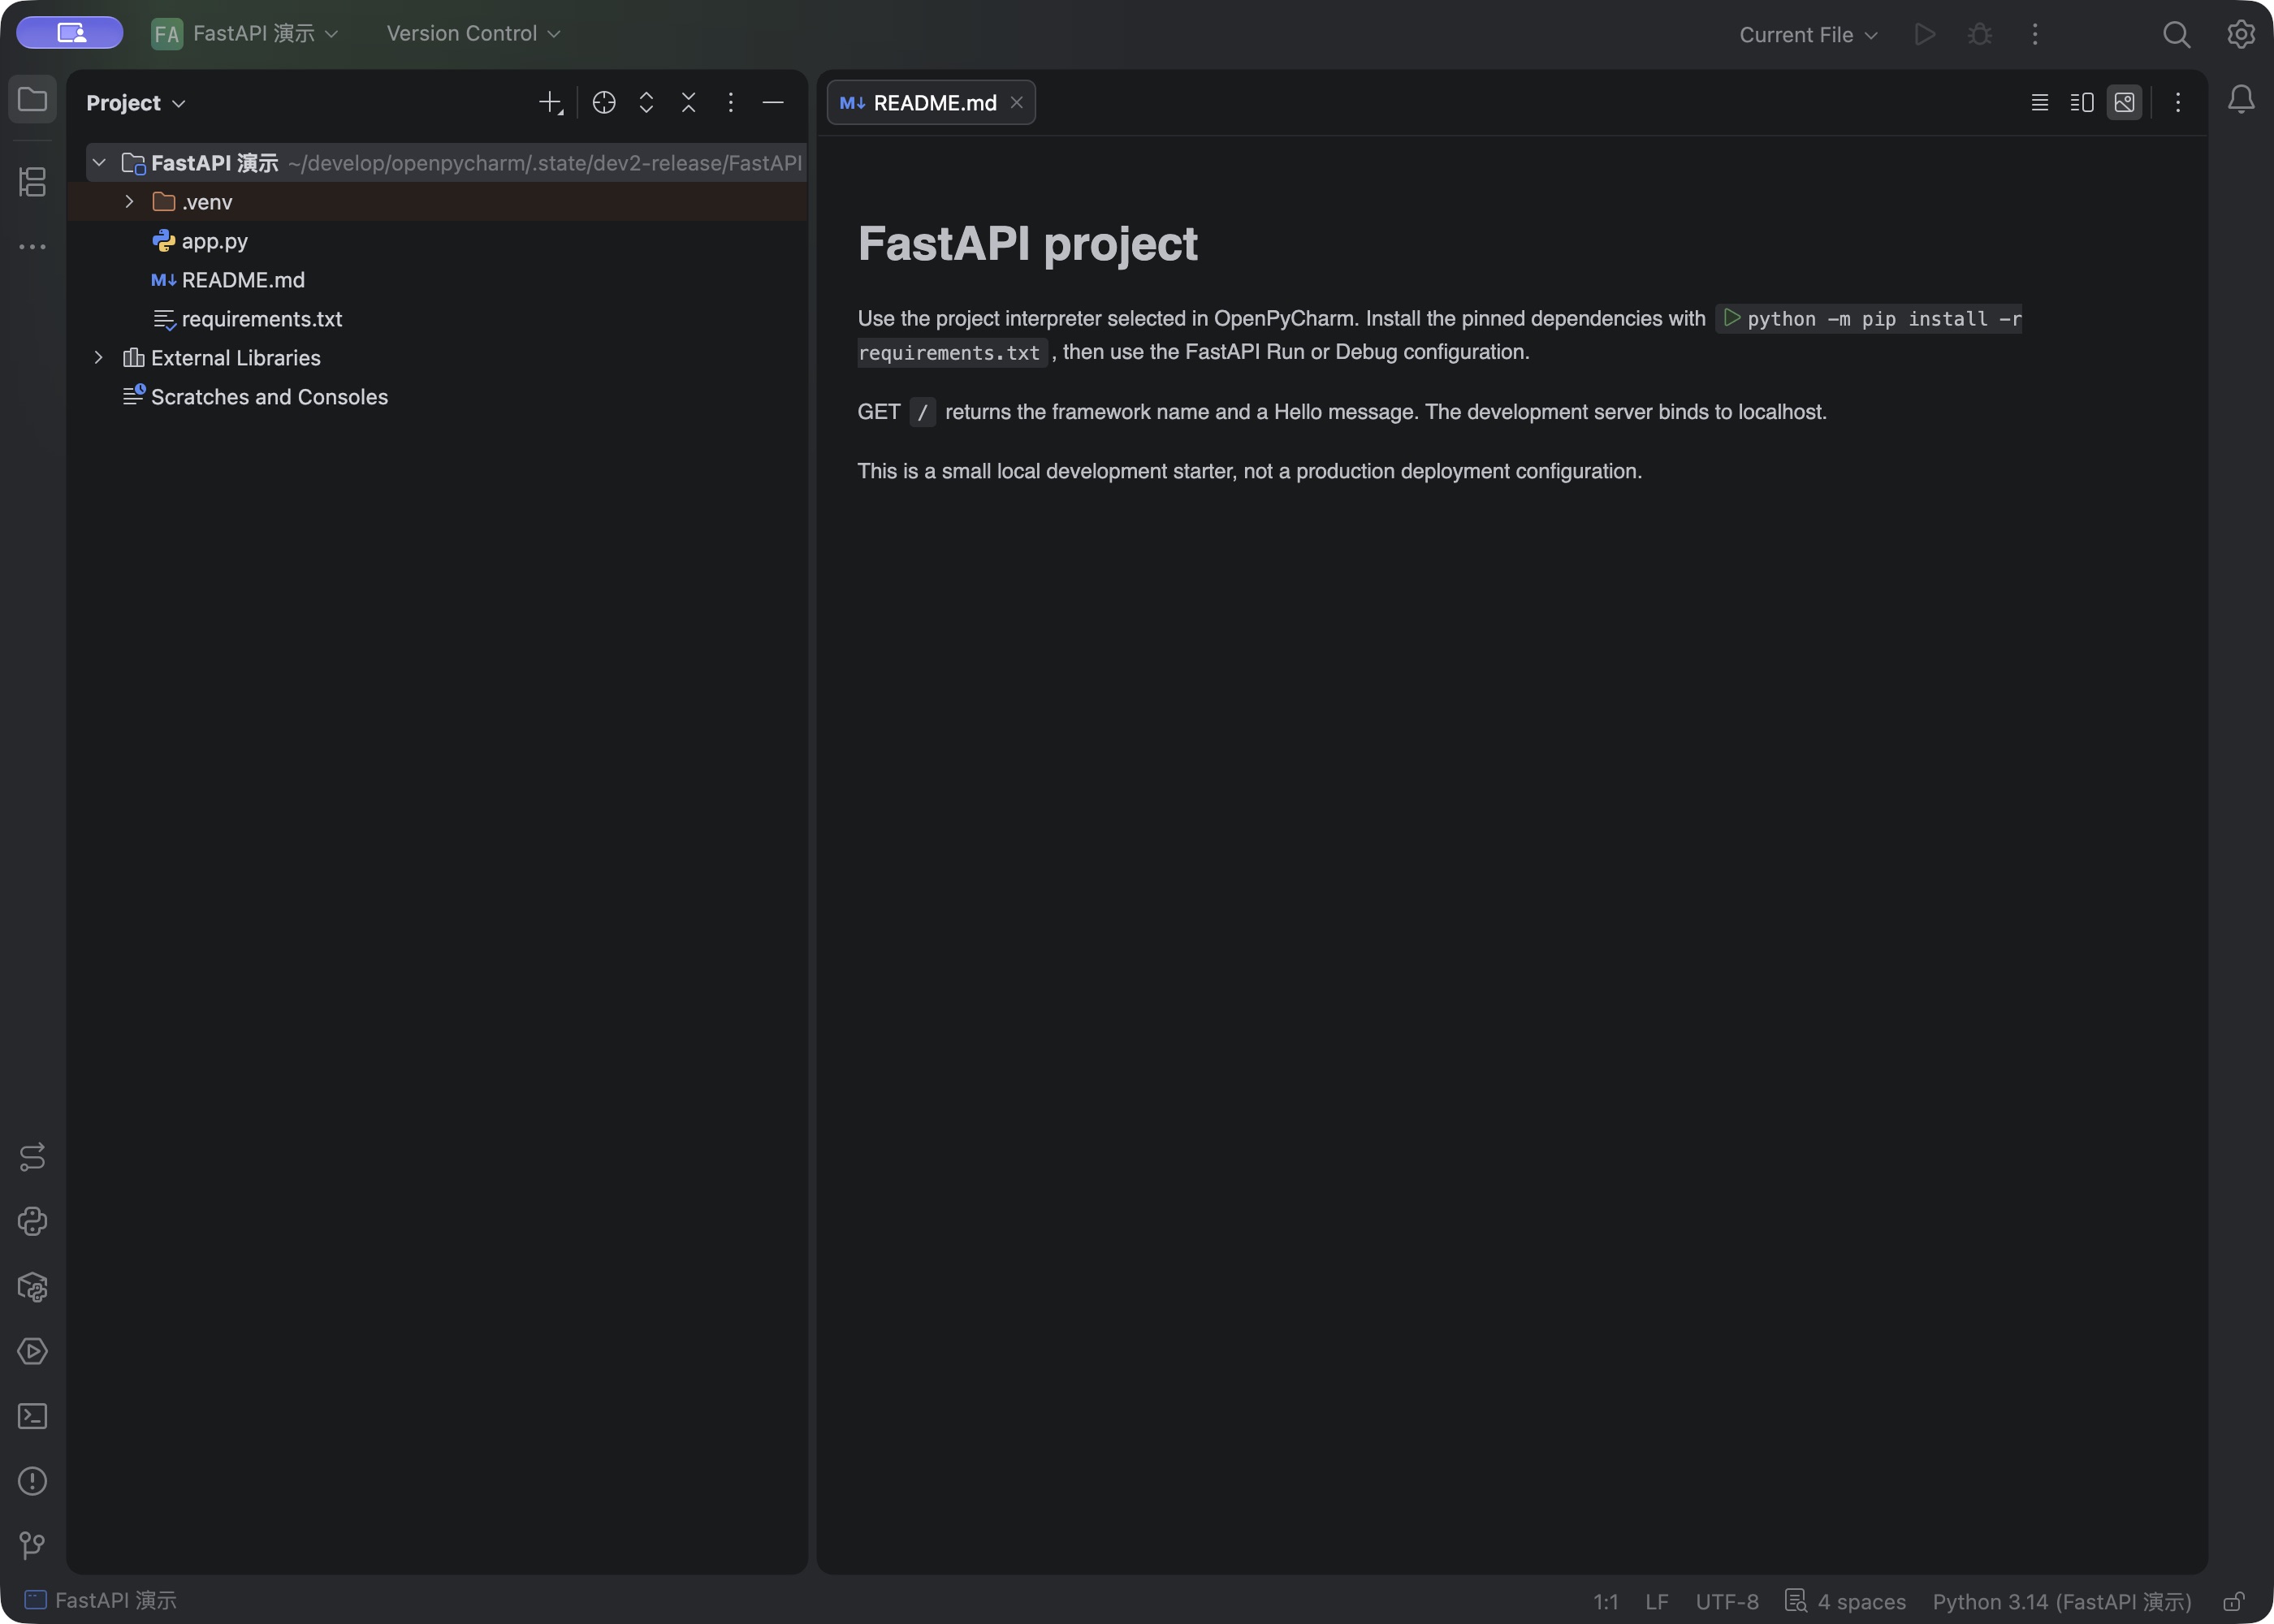 FA FastAPI 演示 Version Control Current File
Project
M↓ README.md
FastAPI 演示 ~/develop/openpycharm/.state/dev2-release/FastAPI
.venv
app.py
M↓ README.md
requirements.txt
External Libraries
Scratches and Consoles
FastAPI project
Use the project interpreter selected in OpenPyCharm. Install the pinned dependencies with python -m pip install -r
requirements.txt , then use the FastAPI Run or Debug configuration.
GET / returns the framework name and a Hello message. The development server binds to localhost.
This is a small local development starter, not a production deployment configuration.
FastAPI 演示 1:1 LF UTF-8 4 spaces Python 3.14 (FastAPI 演示)